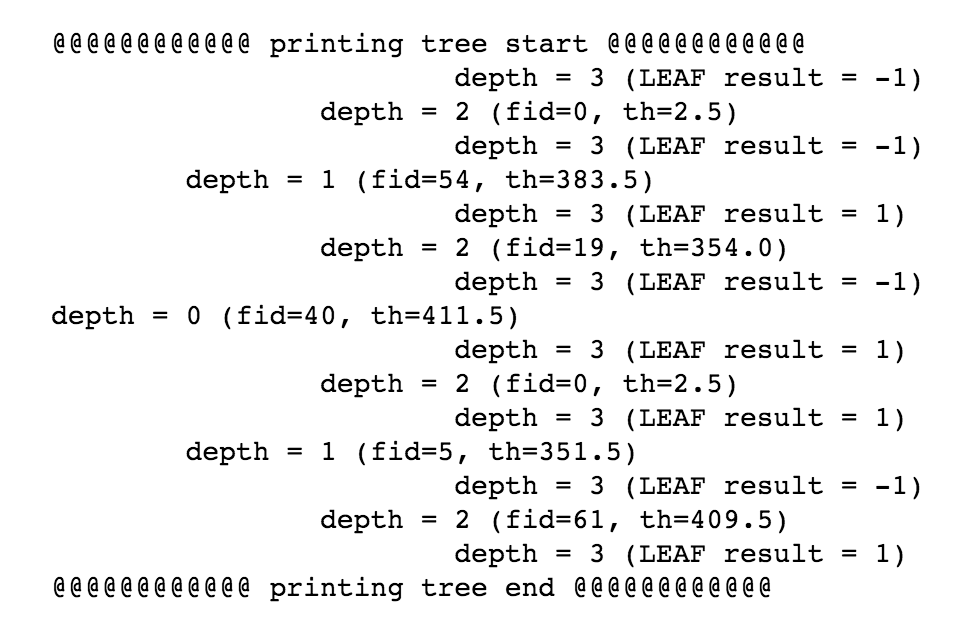 @@@@@@@@@@@@ printing tree start @@@@@@@@@@@@
                        depth = 3 (LEAF result = -1)
                depth = 2 (fid=0, th=2.5)
                        depth = 3 (LEAF result = -1)
        depth = 1 (fid=54, th=383.5)
                        depth = 3 (LEAF result = 1)
                depth = 2 (fid=19, th=354.0)
                        depth = 3 (LEAF result = -1)
depth = 0 (fid=40, th=411.5)
                        depth = 3 (LEAF result = 1)
                depth = 2 (fid=0, th=2.5)
                        depth = 3 (LEAF result = 1)
        depth = 1 (fid=5, th=351.5)
                        depth = 3 (LEAF result = -1)
                depth = 2 (fid=61, th=409.5)
                        depth = 3 (LEAF result = 1)
@@@@@@@@@@@@ printing tree end @@@@@@@@@@@@